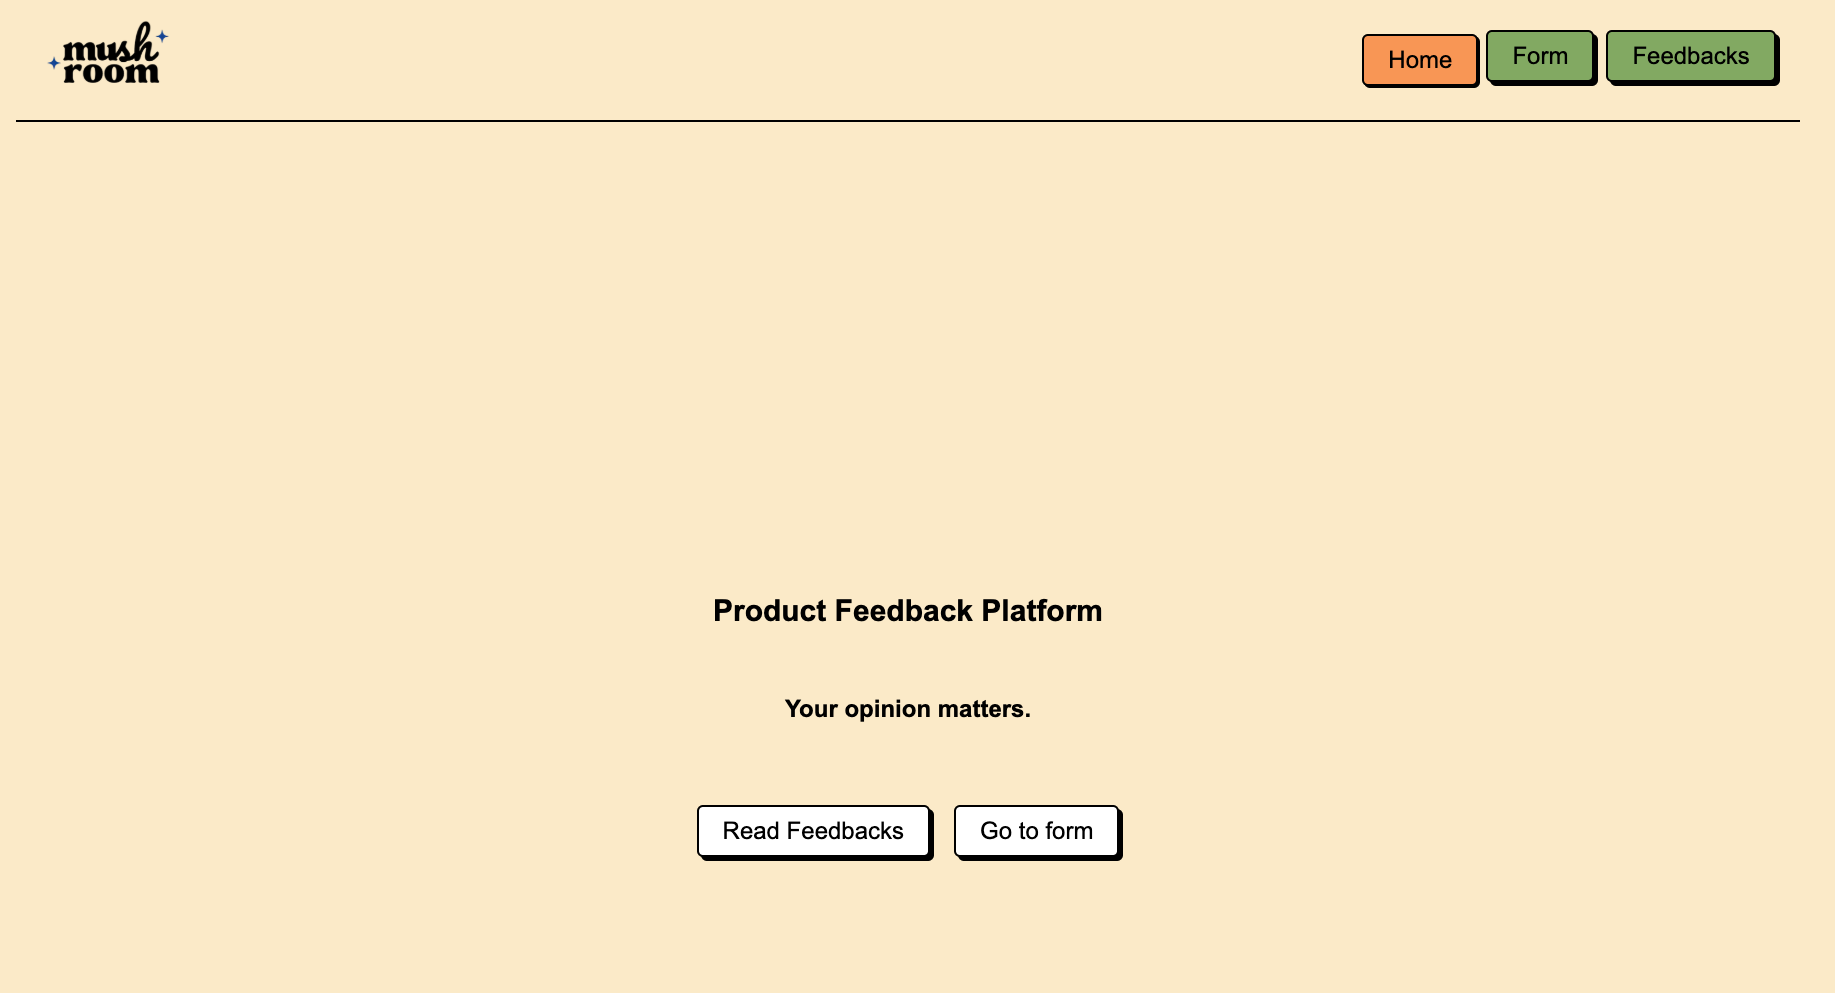 mush
room
Home Form Feedbacks
Product Feedback Platform
Your opinion matters.
Read Feedbacks Go to form